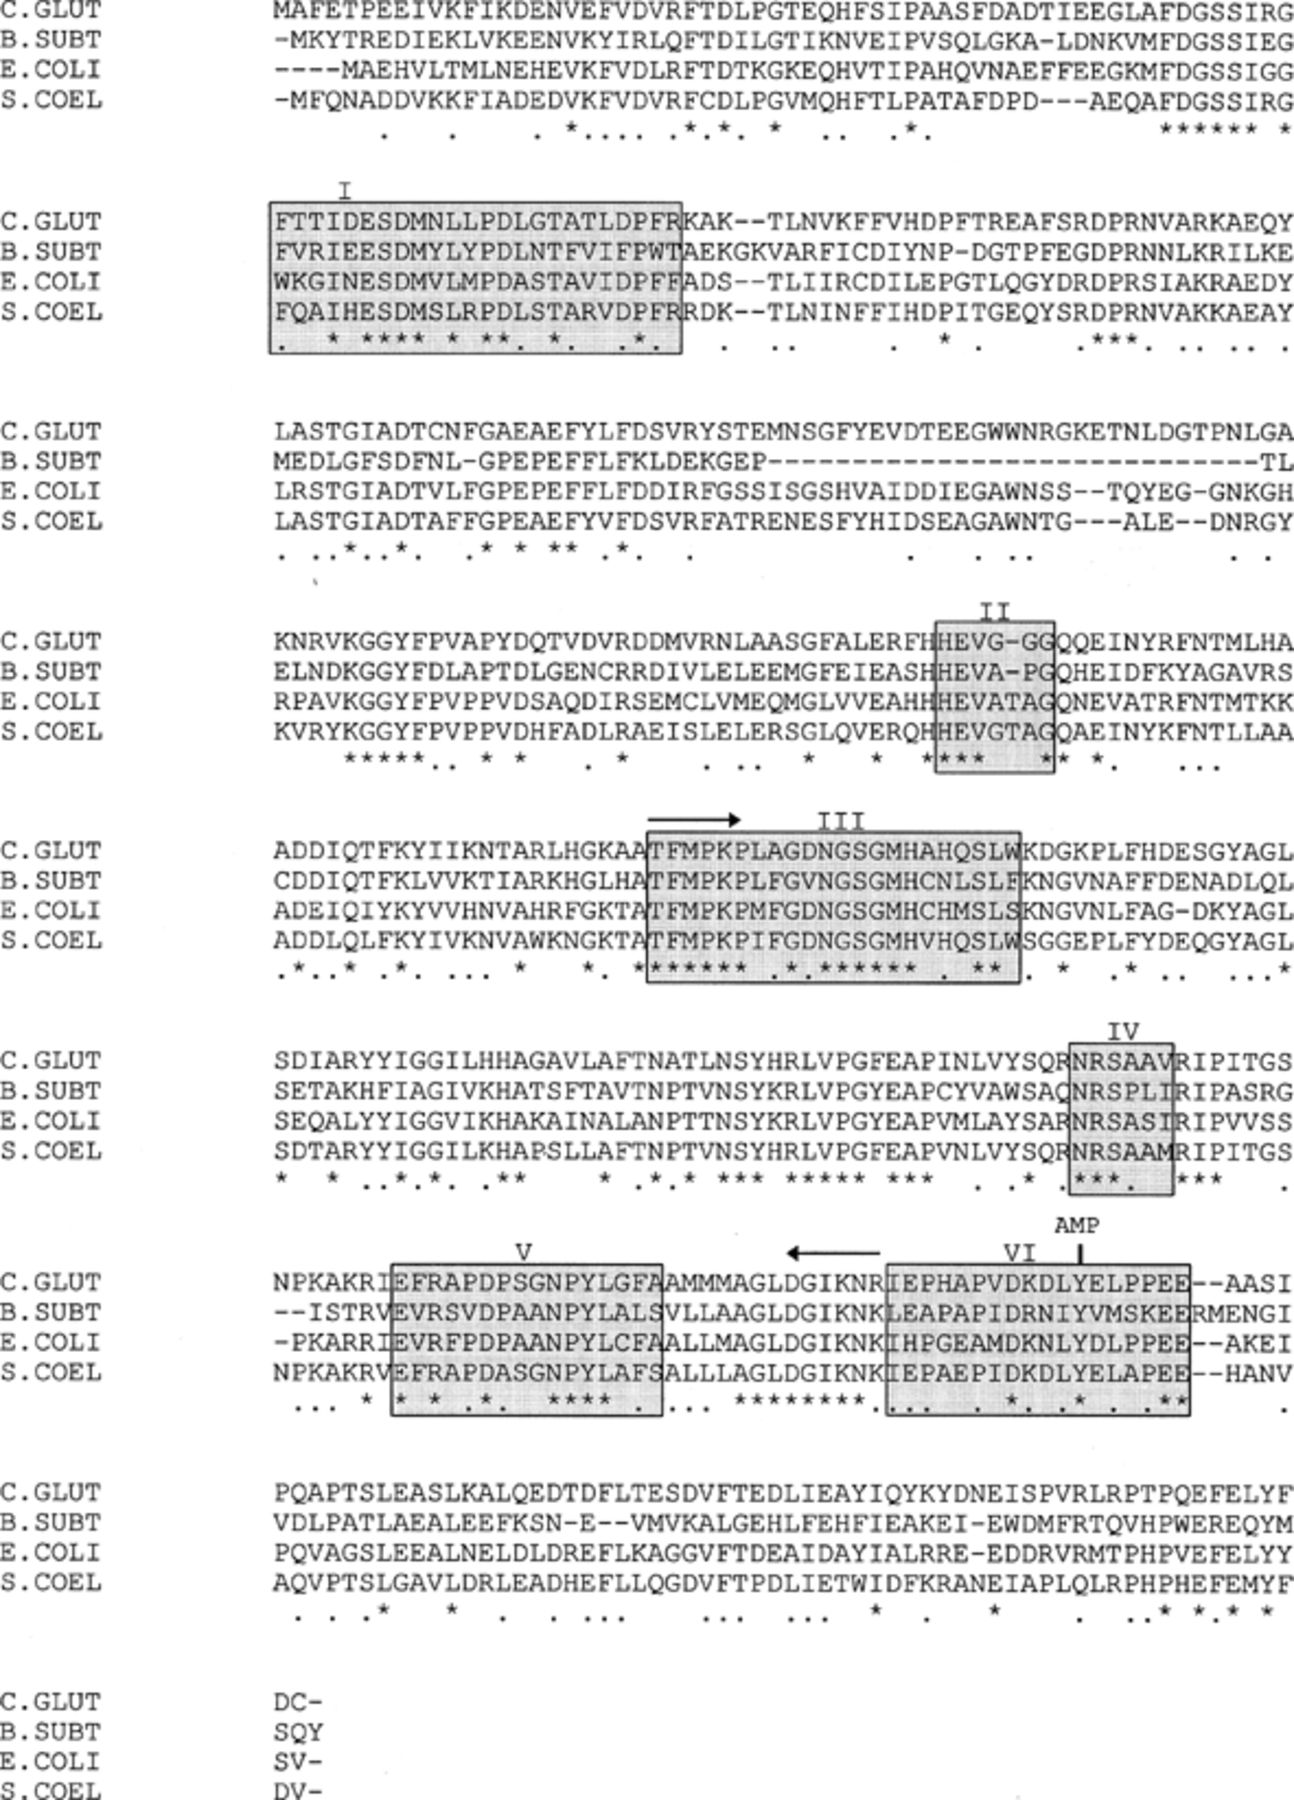 C.GLUT MAFETPEEIVKFIKDENVEFVDVRFTDLPGTEQHFSIPAASFDADTIEEGLAFDGSSIRG
B.SUBT -MKYTREDIEKLVKEENVKYIRLQFTDILGTIKNVEIPVSQLGKA-LDNKVMFDGSSIEG
E.COLI ----MAEHVLTMLNEHEVKFVDLRFTDTKGKEQHVTIPAHQVNAEFFEEGKMFDGSSIGG
S.COEL -MFQNADDVKKFIADEDVKFVDVRFCDLPGVMQHFTLPATAFDPD---AEQAFDGSSIRG
. . . *.... .*.*. * .. .*. ****** *
I
C.GLUT FTTIDESDMNLLPDLGTATLDPFRKAK--TLNVKFFVHDPFTREAFSRDPRNVARKAEQY
B.SUBT FVRIEESDMYLYPDLNTFVIFPWTAEKGKVARFICDIYNP-DGTPFEGDPRNNLKRILKE
E.COLI WKGINESDMVLMPDASTAVIDPFFADS--TLIIRCDILEPGTLQGYDRDPRSIAKRAEDY
S.COEL FQAIHESDMSLRPDLSTARVDPFRRDK--TLNINFFIHDPITGEQYSRDPRNVAKKAEAY
. * **** * **. *. .*. . .. . * . .***. .. .. .
C.GLUT LASTGIADTCNFGAEAEFYLFDSVRYSTEMNSGFYEVDTEEGWWNRGKETNLDGTPNLGA
B.SUBT MEDLGFSDFNL-GPEPEFFLFKLDEKGEP-----------------------------TL
E.COLI LRSTGIADTVLFGPEPEFFLFDDIRFGSSISGSHVAIDDIEGAWNSS--TQYEG-GNKGH
S.COEL LASTGIADTAFFGPEAEFYVFDSVRFATRENESFYHIDSEAGAWNTG---ALE--DNRGY
. ..*..*. .* * ** .*. . . . .. . .
II
C.GLUT KNRVKGGYFPVAPYDQTVDVRDDMVRNLAASGFALERFHHEVG-GGQQEINYRFNTMLHA
B.SUBT ELNDKGGYFDLAPTDLGENCRRDIVLELEEMGFEIEASHHEVA-PGQHEIDFKYAGAVRS
E.COLI RPAVKGGYFPVPPVDSAQDIRSEMCLVMEQMGLVVEAHHHEVATAGQNEVATRFNTMTKK
S.COEL KVRYKGGYFPVPPVDHFADLRAEISLELERSGLQVERQHHEVGTAGQAEINYKFNTLLAA
*****.. * * . * . .. * * **** ** *. ...
III
C.GLUT ADDIQTFKYIIKNTARLHGKAATFMPKPLAGDNGSGMHAHQSLWKDGKPLFHDESGYAGL
B.SUBT CDDIQTFKLVVKTIARKHGLHATFMPKPLFGVNGSGMHCNLSLFKNGVNAFFDENADLQL
E.COLI ADEIQIYKYVVHNVAHRFGKTATFMPKPMFGDNGSGMHCHMSLSKNGVNLFAG-DKYAGL
S.COEL ADDLQLFKYIVKNVAWKNGKTATFMPKPIFGDNGSGMHVHQSLWSGGEPLFYDEQGYAGL
.*. * .*. ... * *. ******* .*.****** . ** . * .* .. ...*
IV
C.GLUT SDIARYYIGGILHHAGAVLAFTNATLNSYHRLVPGFEAPINLVYSQRNRSAAVRIPITGS
B.SUBT SETAKHFIAGIVKHATSFTAVTNPTVNSYKRLVPGYEAPCYVAWSAQNRSPLIRIPASRG
E.COLI SEQALYYIGGVIKHAKAINALANPTTNSYKRLVPGYEAPVMLAYSARNRSASIRIPVVSS
S.COEL SDTARYYIGGILKHAPSLLAFTNPTVNSYHRLVPGFEAPVNLVYSQRNRSAAMRIPITGS
* * ..*.*. ** * .*.* *** ***** *** . .* .***. *** .
AMP
V VI
C.GLUT NPKAKRIEFRAPDPSGNPYLGFAAMMMAGLDGIKNRIEPHAPVDKDLYELPPEE--AASI
B.SUBT --ISTRVEVRSVDPAANPYLALSVLLAAGLDGIKNKLEAPAPIDRNIYVMSKEERMENGI
E.COLI -PKARRIEVRFPDPAANPYLCFAALLMAGLDGIKNKIHPGEAMDKNLYDLPPEE--AKEI
S.COEL NPKAKRVEFRAPDASGNPYLAFSALLLAGLDGIKNKIEPAEPIDKDLYELAPEE--HANV
... * * * *. **** . ... ********.... . *. * . .** .
C.GLUT PQAPTSLEASLKALQEDTDFLTESDVFTEDLIEAYIQYKYDNEISPVRLRPTPQEFELYF
B.SUBT VDLPATLAEALEEFKSN-E--VMVKALGEHLFEHFIEAKEI-EWDMFRTQVHPWEREQYM
E.COLI PQVAGSLEEALNELDLDREFLKAGGVFTDEAIDAYIALRRE-EDDRVRMTPHPVEFELYY
S.COEL AQVPTSLGAVLDRLEADHEFLLQGDVFTPDLIETWIDFKRANEIAPLQLRPHPHEFEMYF
. . .* * . . ... ... ... * . * . ..* *.* *
C.GLUT DC-
B.SUBT SQY
E.COLI SV-
S.COEL DV-